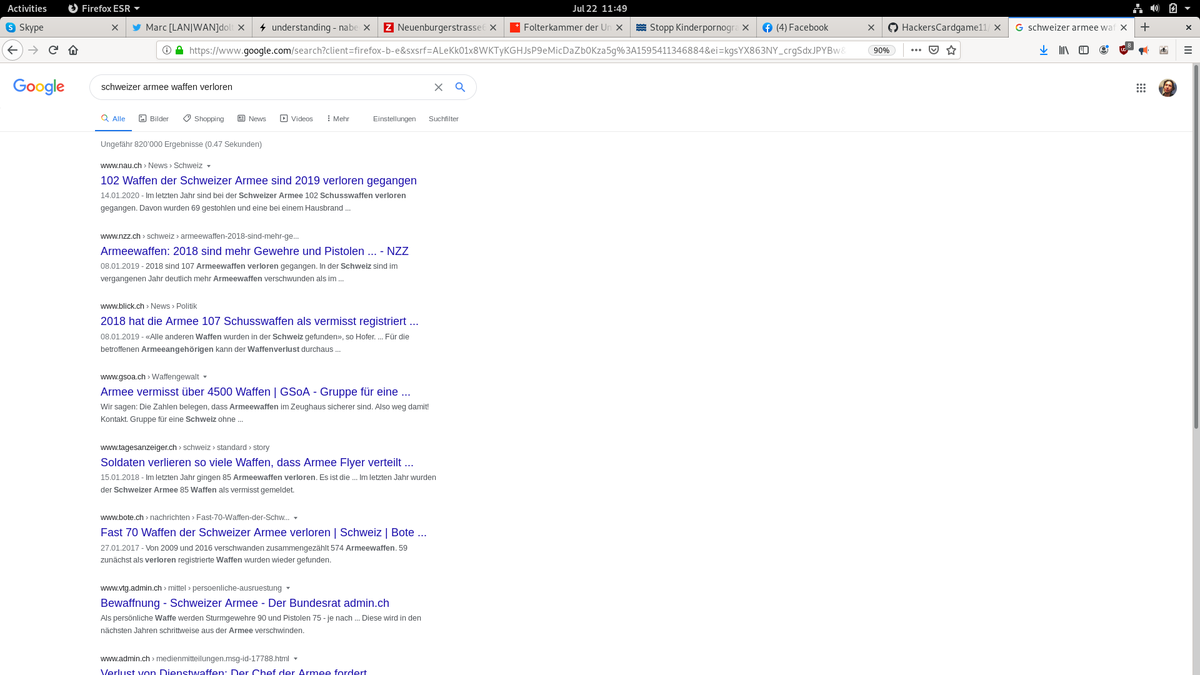 Activities Firefox ESR Jul 22 11:49
Skype Marc [LAN|WAN]dol understanding - nabe Neuenburgerstrasse Folterkammer der Un Stopp Kinderpornogr (4) Facebook HackersCardgame11/ schweizer armee waf
https://www.google.com/search?client=firefox-b-e&sxsrf= 90%
Google schweizer armee waffen verloren
Alle Bilder Shopping News Videos Mehr Einstellungen Suchfilter
Ungefähr 820'000 Ergebnisse (0.47 Sekunden)
www.nau.ch › News › Schweiz
102 Waffen der Schweizer Armee sind 2019 verloren gegangen
14.01.2020 - Im letzten Jahr sind bei der Schweizer Armee 102 Schusswaffen verloren
gegangen. Davon wurden 69 gestohlen und eine bei einem Hausbrand ...
www.nzz.ch › schweiz › armeewaffen-2018-sind-mehr-ge...
Armeewaffen: 2018 sind mehr Gewehre und Pistolen ... - NZZ
08.01.2019 - 2018 sind 107 Armeewaffen verloren gegangen. In der Schweiz sind im
vergangenen Jahr deutlich mehr Armeewaffen verschwunden als im ...
www.blick.ch › News › Politik
2018 hat die Armee 107 Schusswaffen als vermisst registriert ...
08.01.2019 - «Alle anderen Waffen wurden in der Schweiz gefunden», so Hofer. ... Für die
betroffenen Armeeangehörigen kann der Waffenverlust durchaus ...
www.gsoa.ch › Waffengewalt
Armee vermisst über 4500 Waffen | GSoA - Gruppe für eine ...
Wir sagen: Die Zahlen belegen, dass Armeewaffen im Zeughaus sicherer sind. Also weg damit!
Kontakt. Gruppe für eine Schweiz ohne ...
www.tagesanzeiger.ch › schweiz › standard › story
Soldaten verlieren so viele Waffen, dass Armee Flyer verteilt ...
15.01.2018 - Im letzten Jahr gingen 85 Armeewaffen verloren. Es ist die ... Im letzten Jahr wurden
der Schweizer Armee 85 Waffen als vermisst gemeldet.
www.bote.ch › nachrichten › Fast-70-Waffen-der-Schw...
Fast 70 Waffen der Schweizer Armee verloren | Schweiz | Bote ...
27.01.2017 - Von 2009 und 2016 verschwanden zusammengezählt 574 Armeewaffen. 59
zunächst als verloren registrierte Waffen wurden wieder gefunden.
www.vtg.admin.ch › mittel › persoenliche-ausruestung
Bewaffnung - Schweizer Armee - Der Bundesrat admin.ch
Als persönliche Waffe werden Sturmgewehre 90 und Pistolen 75 - je nach ... Diese wird in den
nächsten Jahren schrittweise aus der Armee verschwinden.
www.admin.ch › medienmitteilungen.msg-id-17788.html
Verlust von Dienstwaffen: Der Chef der Armee fordert